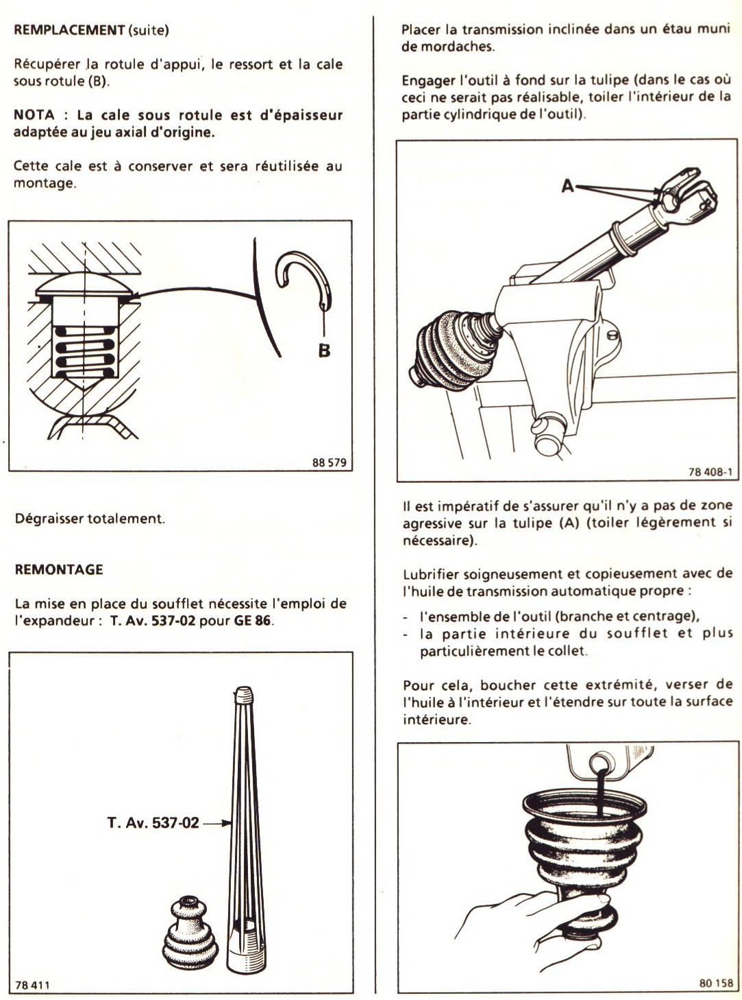 REMPLACEMENT (suite)
Récupérer la rotule d'appui, le ressort et la cale
sous rotule (B).
NOTA : La cale sous rotule est d'épaisseur
adaptée au jeu axial d'origine.
Cette cale est à conserver et sera réutilisée au
montage.
B
88 579
Dégraisser totalement.
REMONTAGE
La mise en place du soufflet nécessite l'emploi de
l'expandeur : T. Av. 537-02 pour GE 86.
T. Av. 537-02
78 411
Placer la transmission inclinée dans un étau muni
de mordaches.
Engager l'outil à fond sur la tulipe (dans le cas où
ceci ne serait pas réalisable, toiler l'intérieur de la
partie cylindrique de l'outil).
A
78 408-1
Il est impératif de s'assurer qu'il n'y a pas de zone
agressive sur la tulipe (A) (toiler légèrement si
nécessaire).
Lubrifier soigneusement et copieusement avec de
l'huile de transmission automatique propre :
- l'ensemble de l'outil (branche et centrage),
- la partie intérieure du soufflet et plus
particulièrement le collet.
Pour cela, boucher cette extrémité, verser de
l'huile à l'intérieur et l'étendre sur toute la surface
intérieure.
80 158